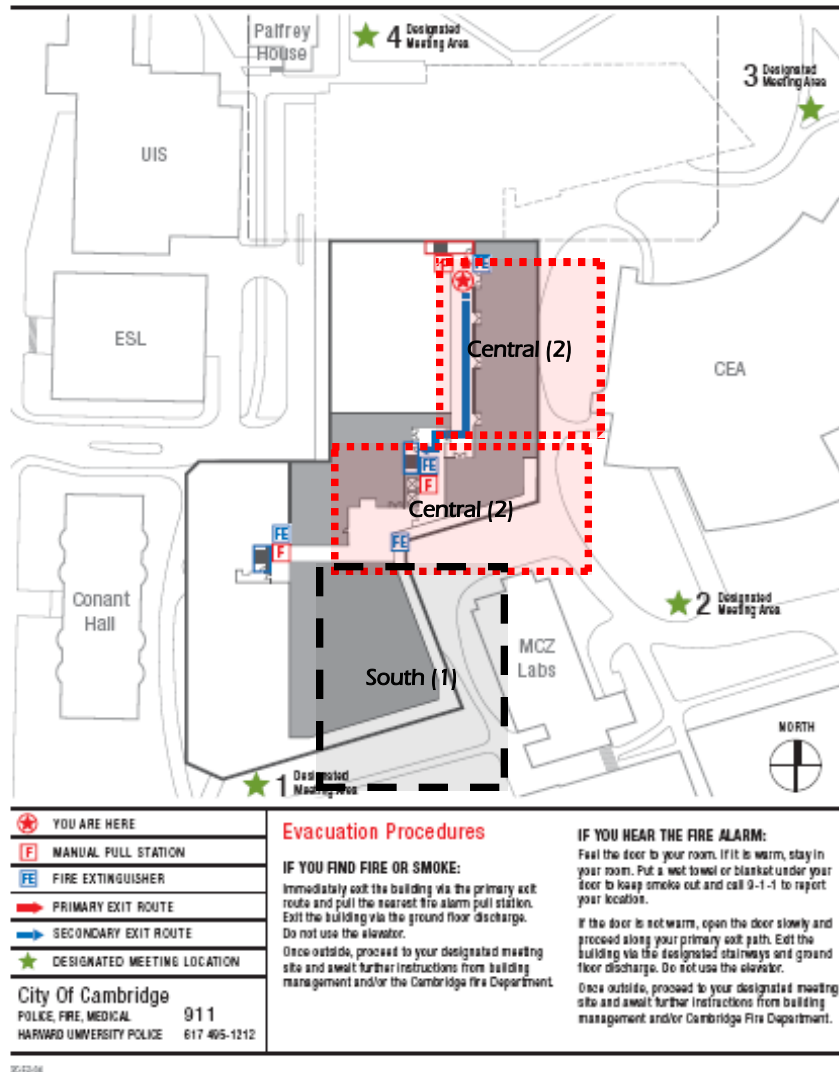 Palfrey
House
4 Designated
Meeting Area
3 Designated
Meeting Area
UIS
FE
ESL
Central (2)
CEA
FE
F
Central (2)
FE
F
FE
Conant
Hall
2 Designated
Meeting Area
MCZ
Labs
South (1)
NORTH
1 Designated
Meeting Area
YOU ARE HERE
F MANUAL PULL STATION
FE FIRE EXTINGUISHER
PRIMARY EXIT ROUTE
SECONDARY EXIT ROUTE
DESIGNATED MEETING LOCATION
City Of Cambridge
POLICE, FIRE, MEDICAL 911
HARVARD UNIVERSITY POLICE 617 495-1212
Evacuation Procedures
IF YOU FIND FIRE OR SMOKE:
Immediately exit the building via the primary exit
route and pull the nearest fire alarm pull station.
Exit the building via the ground floor discharge.
Do not use the elevator.
Once outside, proceed to your designated meeting
site and await further instructions from building
management and/or the Cambridge Fire Department.
IF YOU HEAR THE FIRE ALARM:
Feel the door to your room. If it is warm, stay in
your room. Put a wet towel or blanket under your
door to keep smoke out and call 9-1-1 to report
your location.
If the door is not warm, open the door slowly and
proceed along your primary exit path. Exit the
building via the designated stairways and ground
floor discharge. Do not use the elevator.
Once outside, proceed to your designated meeting
site and await further instructions from building
management and/or Cambridge Fire Department.